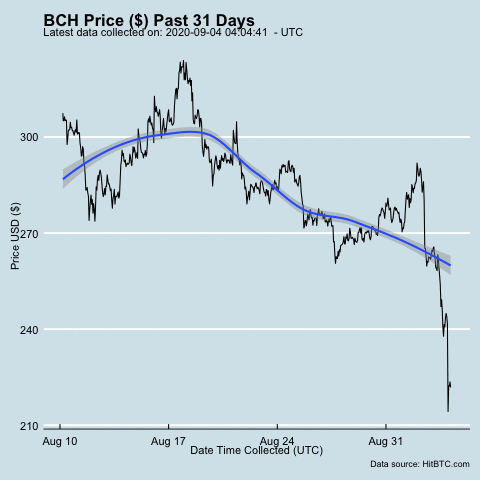 BCH Price ($) Past 31 Days
Latest data collected on: 2020-09-04 04:04:41 - UTC
Price USD ($)
300
270
240
210
Aug 10 Aug 17 Aug 24 Aug 31
Date Time Collected (UTC)
Data source: HitBTC.com